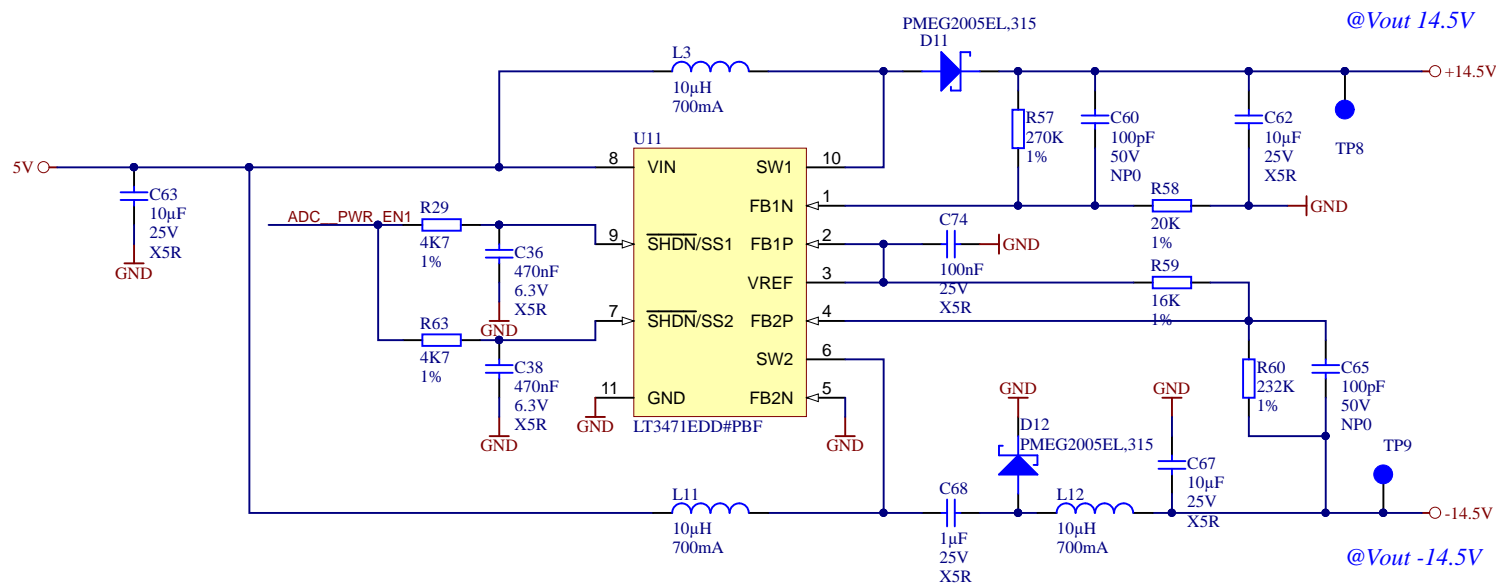 @Vout 14.5V
PMEG2005EL,315
D11
L3
10µH
700mA
+14.5V
R57
270K
1%
C60
100pF
50V
NP0
C62
10µF
25V
X5R
TP8
U11
5V
8
VIN
SW1
10
C63
10µF
25V
X5R
GND
FB1N
1
R58
20K
1%
GND
ADC__PWR_EN1
R29
4K7
1%
9
SHDN/SS1
FB1P
2
C74
100nF
25V
X5R
GND
C36
470nF
6.3V
X5R
GND
VREF
3
R59
16K
1%
R63
4K7
1%
7
SHDN/SS2
FB2P
4
C38
470nF
6.3V
X5R
GND
SW2
6
R60
232K
1%
C65
100pF
50V
NP0
11
GND
FB2N
5
GND
GND
LT3471EDD#PBF
GND
D12
PMEG2005EL,315
GND
C67
10µF
25V
X5R
TP9
L11
10µH
700mA
C68
1µF
25V
X5R
L12
10µH
700mA
-14.5V
@Vout -14.5V